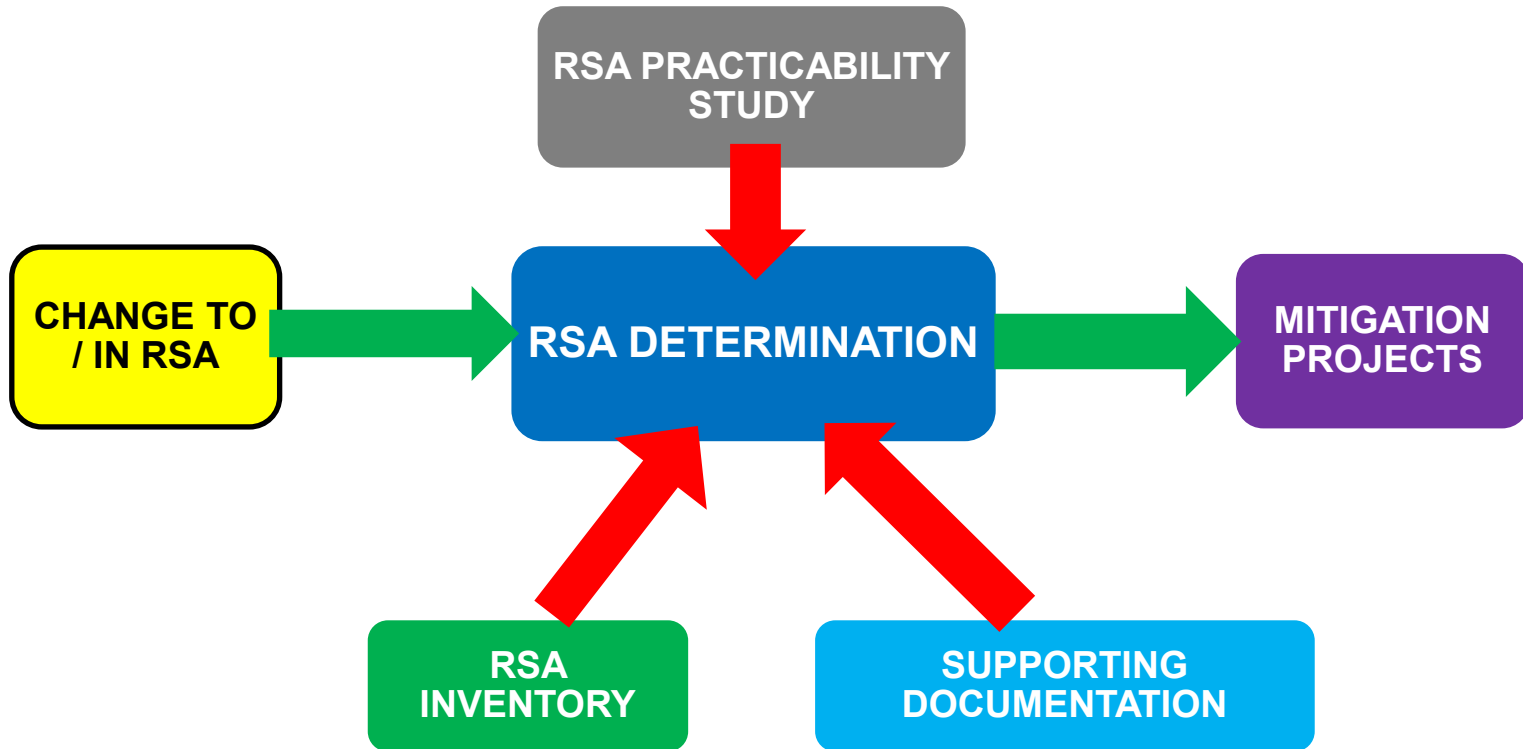 RSA PRACTICABILITY
STUDY
CHANGE TO
/ IN RSA
RSA DETERMINATION
MITIGATION
PROJECTS
RSA
INVENTORY
SUPPORTING
DOCUMENTATION